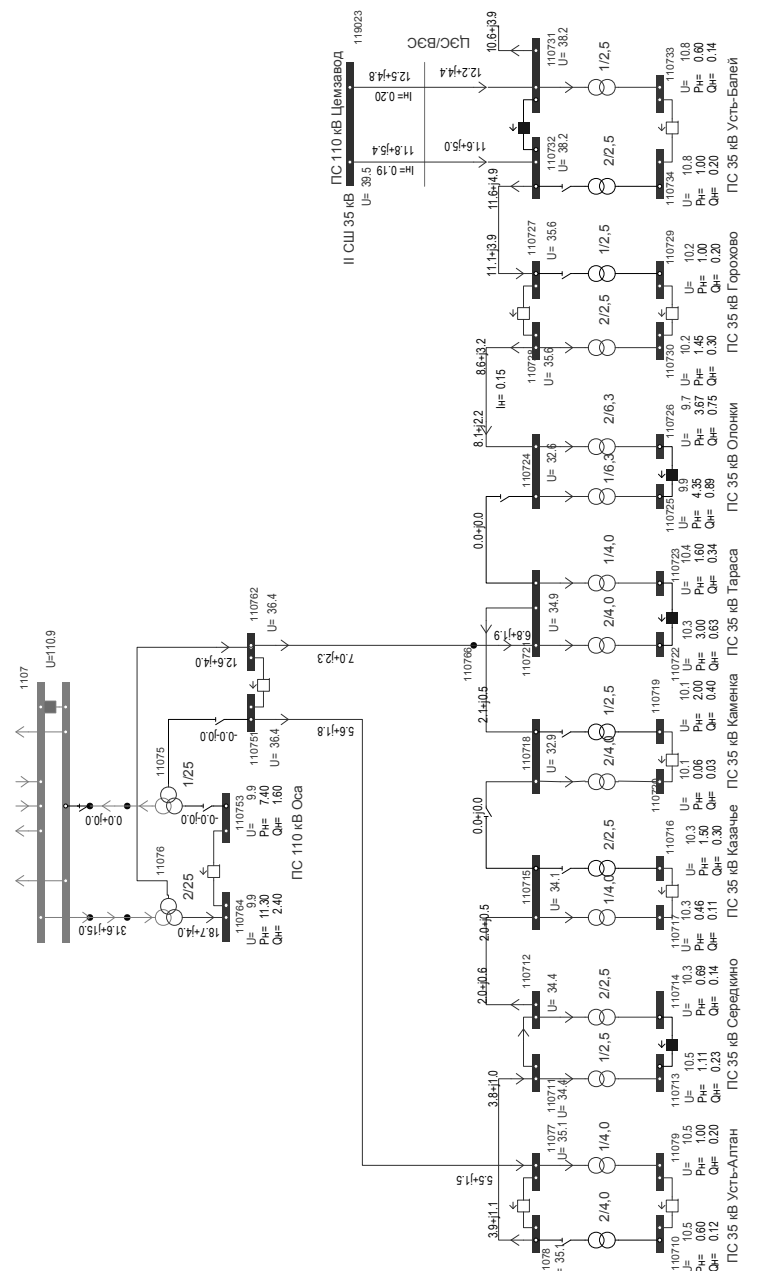 ПС 110 кВ Цемзавод
119023
II СШ 35 кВ
U= 39.5
ЦЭС/ВЭС
12.5+j4.8
Iн= 0.20
12.2+j4.4
11.8+j5.4
Iн= 0.19
11.6+j5.0
10.6+j3.9
110731
U= 38.2
1/2,5
110733
U= 10.8
Pн= 0.60
Qн= 0.14
110732
U= 38.2
2/2,5
110734
U= 10.8
Pн= 1.00
Qн= 0.20
ПС 35 кВ Усть-Балей
11.6+j4.9
11.1+j3.9
110727
U= 35.6
1/2,5
110729
U= 10.2
Pн= 1.00
Qн= 0.20
110728
U= 35.6
2/2,5
110730
U= 10.2
Pн= 1.45
Qн= 0.30
ПС 35 кВ Горохово
8.6+j3.2
Iн= 0.15
8.1+j2.2
110724
U= 32.6
2/6,3
110726
U= 9.7
Pн= 3.67
Qн= 0.75
1/6,3
110725
U= 9.9
Pн= 4.35
Qн= 0.89
ПС 35 кВ Олонки
0.0+j0.0
1/4,0
110723
U= 10.4
Pн= 1.60
Qн= 0.34
110721
U= 34.9
2/4,0
110722
U= 10.3
Pн= 3.00
Qн= 0.63
ПС 35 кВ Тараса
6.8+j1.9
110766
7.0+j2.3
2.1+j0.5
110718
U= 32.9
1/2,5
110719
U= 10.1
Pн= 2.00
Qн= 0.40
2/4,0
110720
U= 10.1
Pн= 0.06
Qн= 0.03
ПС 35 кВ Каменка
0.0+j0.0
110715
U= 34.1
2/2,5
110716
U= 10.3
Pн= 1.50
Qн= 0.30
1/4,0
110717
U= 10.3
Pн= 0.46
Qн= 0.11
ПС 35 кВ Казачье
2.0+j0.5
2.0+j0.6
110712
U= 34.4
2/2,5
110714
U= 10.3
Pн= 0.69
Qн= 0.14
110711
U= 34.4
1/2,5
110713
U= 10.5
Pн= 1.11
Qн= 0.23
ПС 35 кВ Середкино
3.8+j1.0
3.9+j1.1
11077
U= 35.1
1/4,0
11079
U= 10.5
Pн= 1.00
Qн= 0.20
1078
= 35.1
2/4,0
110710
U= 10.5
Pн= 0.60
Qн= 0.12
ПС 35 кВ Усть-Алтан
5.5+j1.5
5.6+j1.8
1107
U=110.9
110762
U= 36.4
12.6+j4.0
110751
U= 36.4
-0.0-j0.0
11075
1/25
0.0+j0.0
-0.0-j0.0
110753
U= 9.9
Pн= 7.40
Qн= 1.60
11076
2/25
31.6+j15.0
18.7+j4.0
110764
U= 9.9
Pн= 11.30
Qн= 2.40
ПС 110 кВ Оса